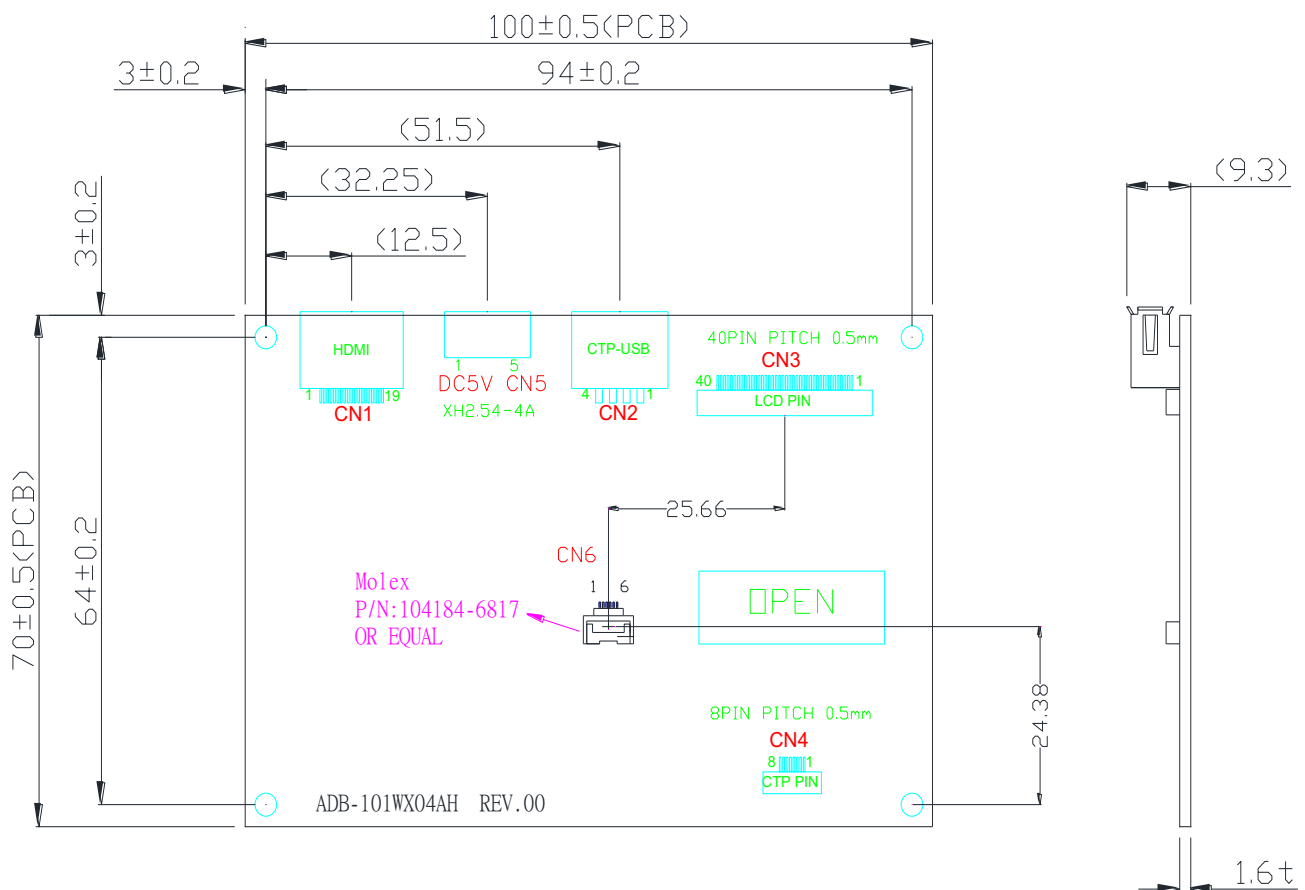 100±0.5(PCB)
3±0.2
94±0.2
(51.5)
(9.3)
(32.25)
3±0.2
(12.5)
HDMI
CTP-USB
40PIN PITCH 0.5mm
CN3
1 5
40 1
1 19
DC5V CN5
4 1
LCD PIN
CN1
XH2.54-4A
CN2
70±0.5(PCB)
64±0.2
25.66
CN6
1 6
Molex
P/N:104184-6817
OR EQUAL
OPEN
24.38
8PIN PITCH 0.5mm
CN4
8 1
CTP PIN
ADB-101WX04AH REV.00
1.6t